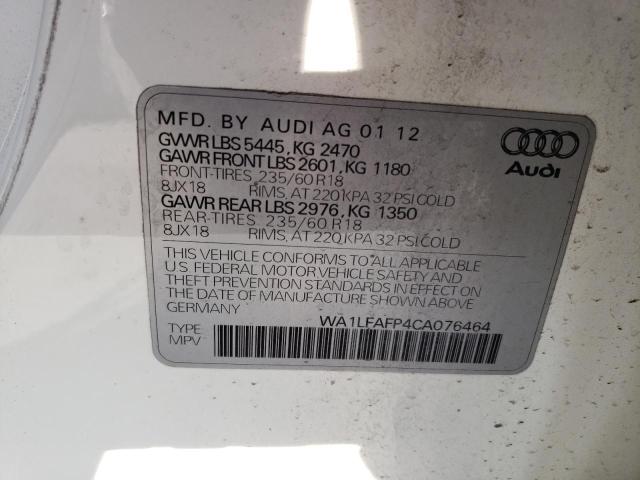 MFD. BY AUDI AG 01 12
GVWR LBS 5445, KG 2470
GAWR FRONT LBS 2601, KG 1180
FRONT-TIRES 235/60 R18
8JX18 RIMS, AT 220 KPA 32 PSI COLD
GAWR REAR LBS 2976, KG 1350
REAR-TIRES 235/60 R18
8JX18 RIMS, AT 220 KPA 32 PSI COLD
Audi
THIS VEHICLE CONFORMS TO ALL APPLICABLE
U.S. FEDERAL MOTOR VEHICLE SAFETY AND
THEFT PREVENTION STANDARDS IN EFFECT ON
THE DATE OF MANUFACTURE SHOWN ABOVE.
GERMANY
WA1LFAFP4CA076464
TYPE
MPV